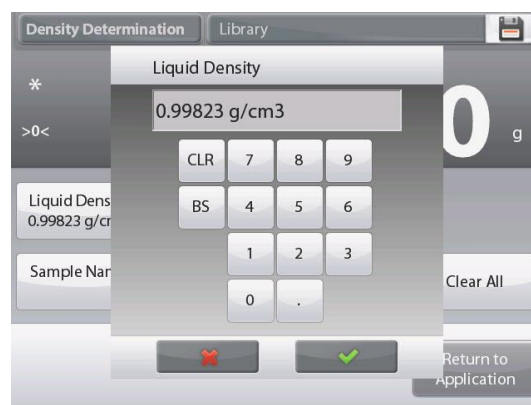 Density Determination
Library
Liquid Density
*
0.99823 g/cm3
>0<
0
g
CLR 7 8 9
Liquid Dens
0.99823 g/cr
BS 4 5 6
1 2 3
Sample Nar
Clear All
0 .
Return to
Application